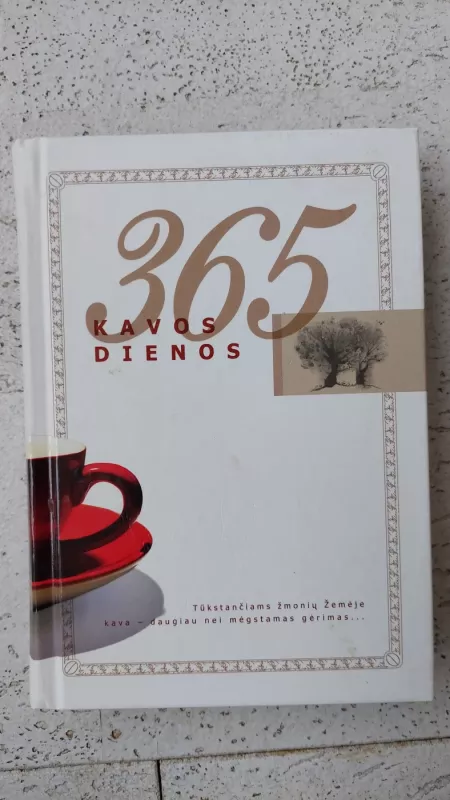 365
KAVOS
DIENOS
Tūkstančiams žmonių Žemėje
kava – daugiau nei mėgstamas gėrimas...